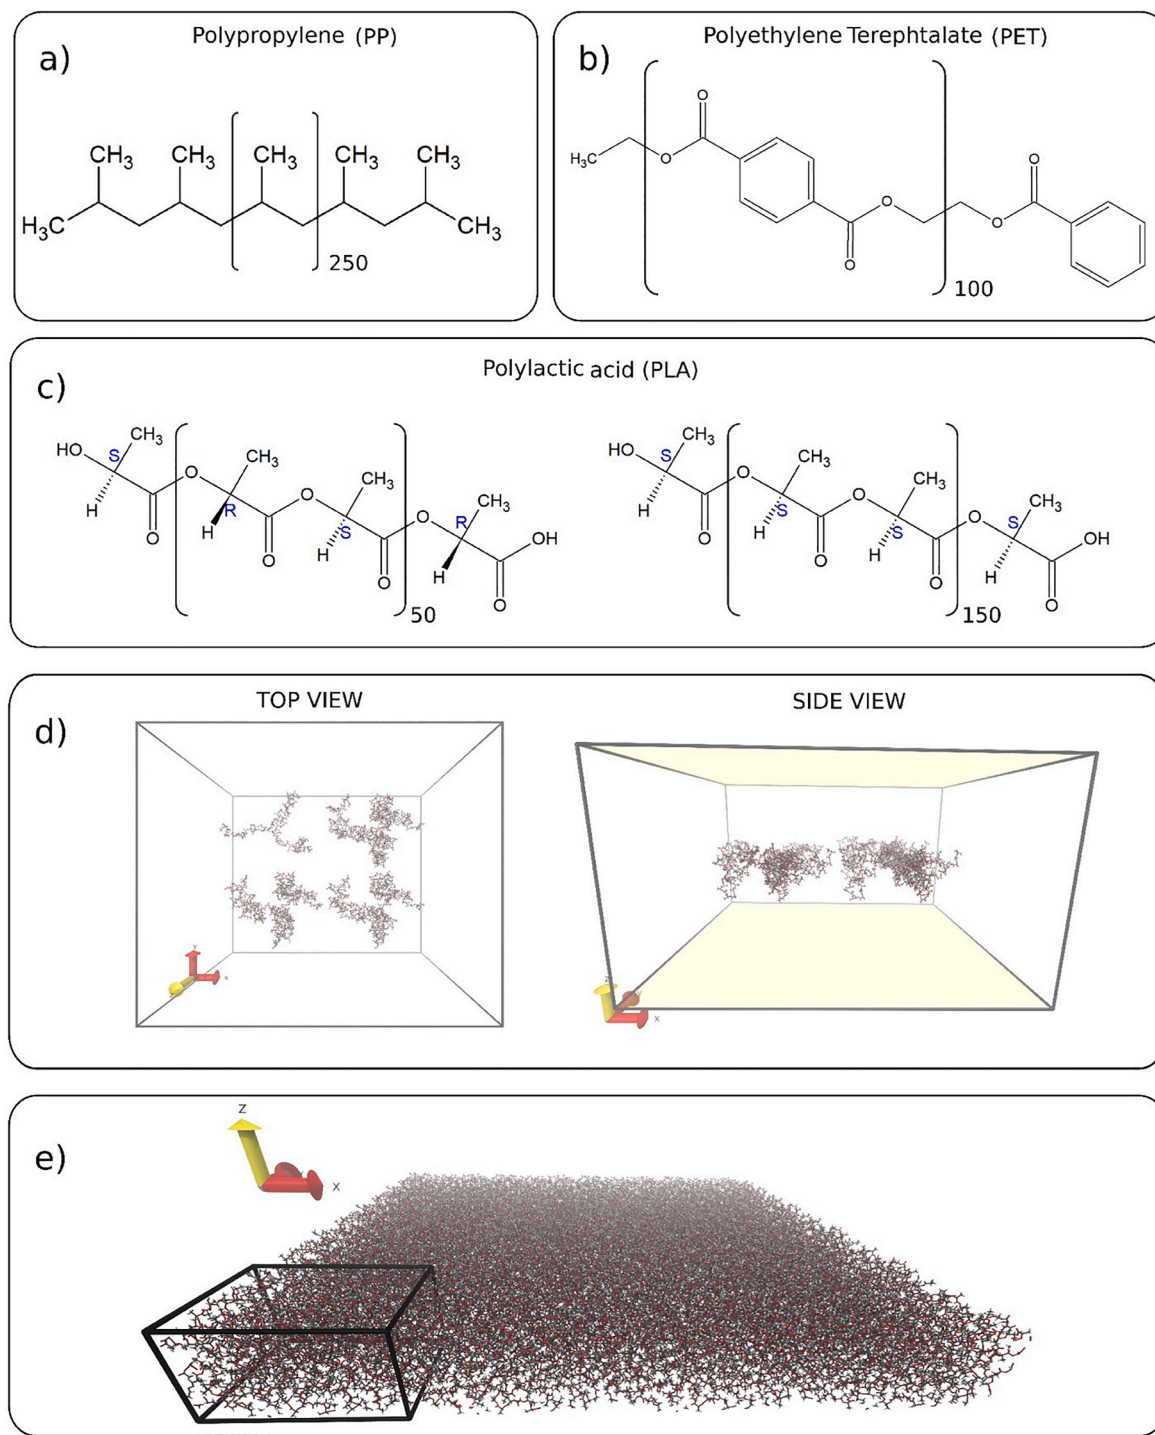 a)
Polypropylene (PP)
CH₃ CH₃ CH₃ CH₃ CH₃
H₃C CH₃
250
b)
Polyethylene Terephtalate (PET)
O
H₃C O O O
O O
O
100
c)
Polylactic acid (PLA)
HO S CH₃ O CH₃ O CH₃ O CH₃ OH
H R S R
O H O H O H O
50
HO S CH₃ O CH₃ O CH₃ O CH₃ OH
H S S S
O H O H O H O
150
d)
TOP VIEW
Y
X
SIDE VIEW
Z
X
e)
Z
X